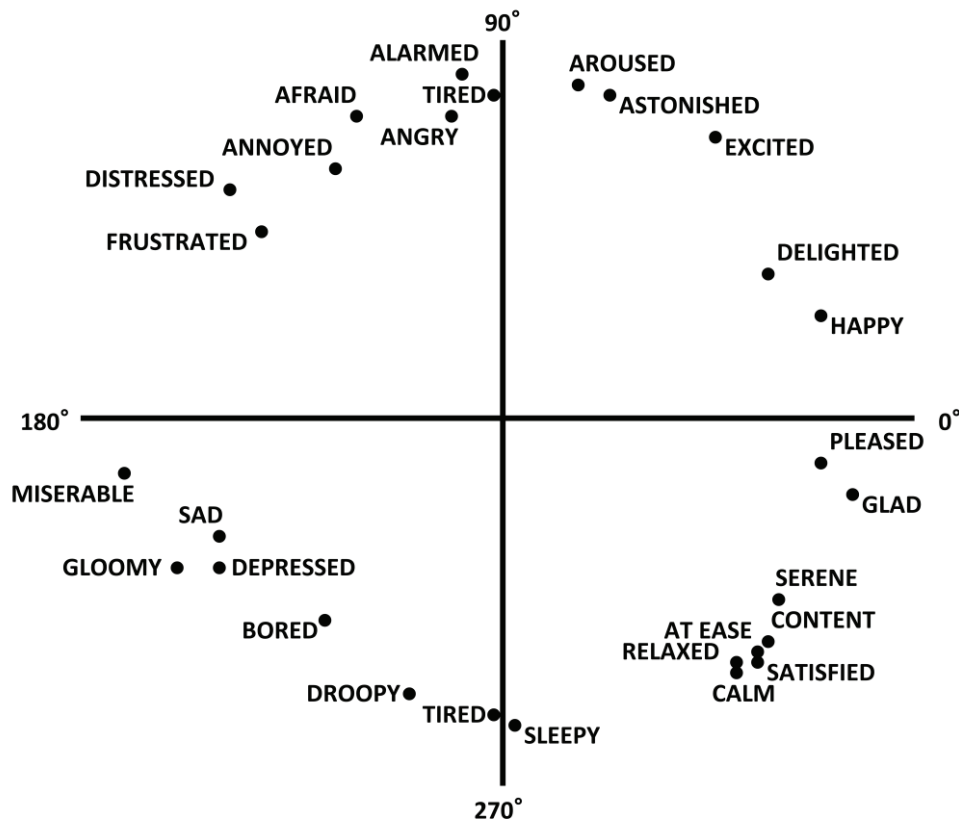 90°
ALARMED
AROUSED
AFRAID
TIRED
ASTONISHED
ANGRY
ANNOYED
EXCITED
DISTRESSED
FRUSTRATED
DELIGHTED
HAPPY
180°
0°
PLEASED
MISERABLE
GLAD
SAD
GLOOMY
DEPRESSED
SERENE
CONTENT
BORED
AT EASE
RELAXED
SATISFIED
CALM
DROOPY
TIRED
SLEEPY
270°